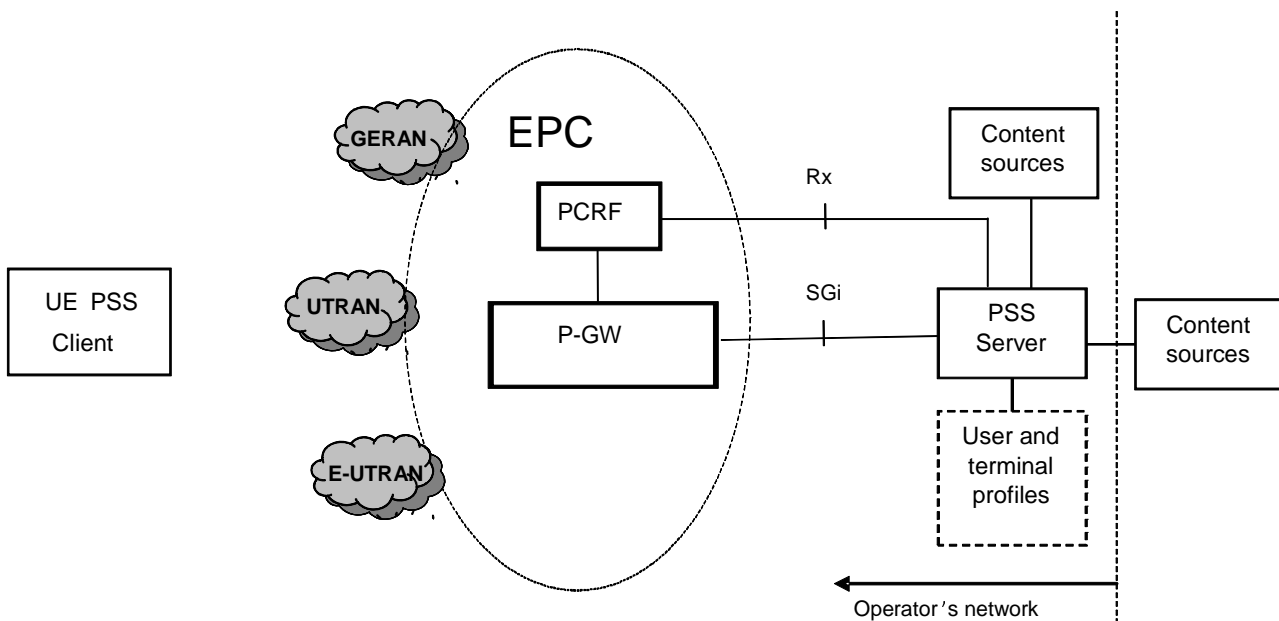 GERAN
EPC
Content
sources
Rx
PCRF
UE PSS
Client
UTRAN
SGi
P-GW
PSS
Server
Content
sources
E-UTRAN
User and
terminal
profiles
Operator's network